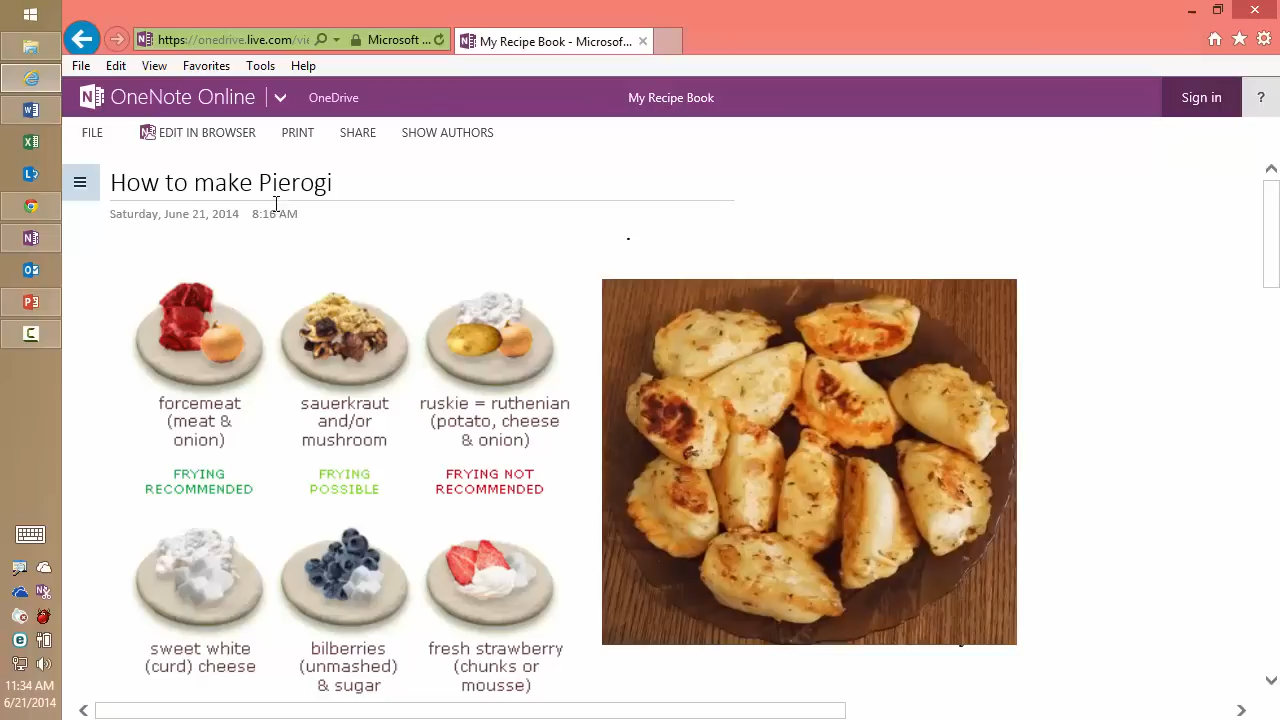 https://onedrive.live.com/vi
Microsoft ...
My Recipe Book - Microsof...
File Edit View Favorites Tools Help
OneNote Online
OneDrive
My Recipe Book
Sign in
?
FILE
EDIT IN BROWSER
PRINT
SHARE
SHOW AUTHORS
How to make Pierogi
Saturday, June 21, 2014 8:16 AM
forcemeat
(meat &
onion)
FRYING
RECOMMENDED
sauerkraut
and/or
mushroom
FRYING
POSSIBLE
ruskie = ruthenian
(potato, cheese
& onion)
FRYING NOT
RECOMMENDED
sweet white
(curd) cheese
bilberries
(unmashed)
& sugar
fresh strawberry
(chunks or
mousse)
11:34 AM
6/21/2014